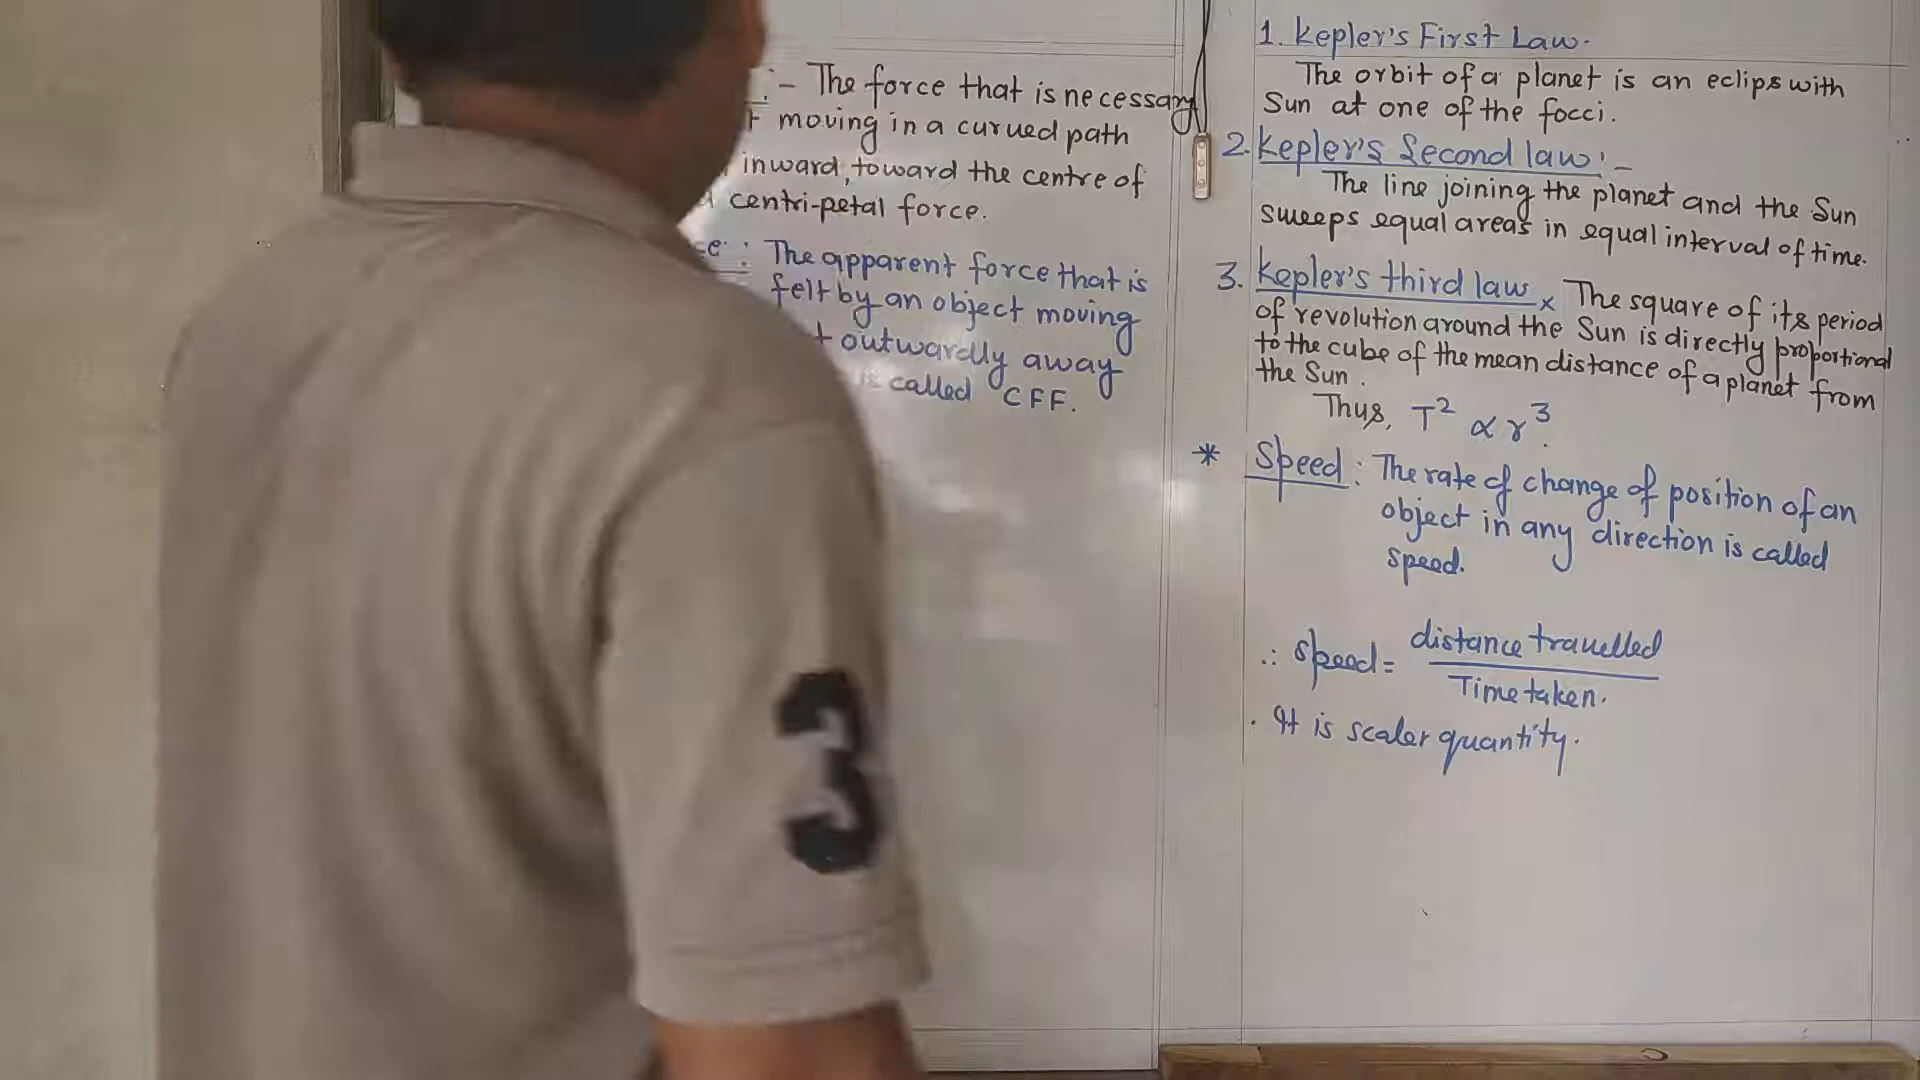 :- The force that is necessary
moving in a curued path
inward, toward the centre of
centri-petal force.
: The apparent force that is
felt by an object moving
outwardly away
is called CFF.
1. Kepler's First Law.
The orbit of a planet is an eclips with
Sun at one of the focci.
2. Kepler's Second law:-
The line joining the planet and the Sun
sweeps equal areas in equal interval of time.
3. Kepler's third law × The square of its period
of revolution around the Sun is directly proportional
to the cube of the mean distance of a planet from
the Sun.
Thus, T² ∝ r³.
* Speed: The rate of change of position of an
object in any direction is called
speed.
∴ speed = distance travelled
Time taken.
. It is scaler quantity.
3